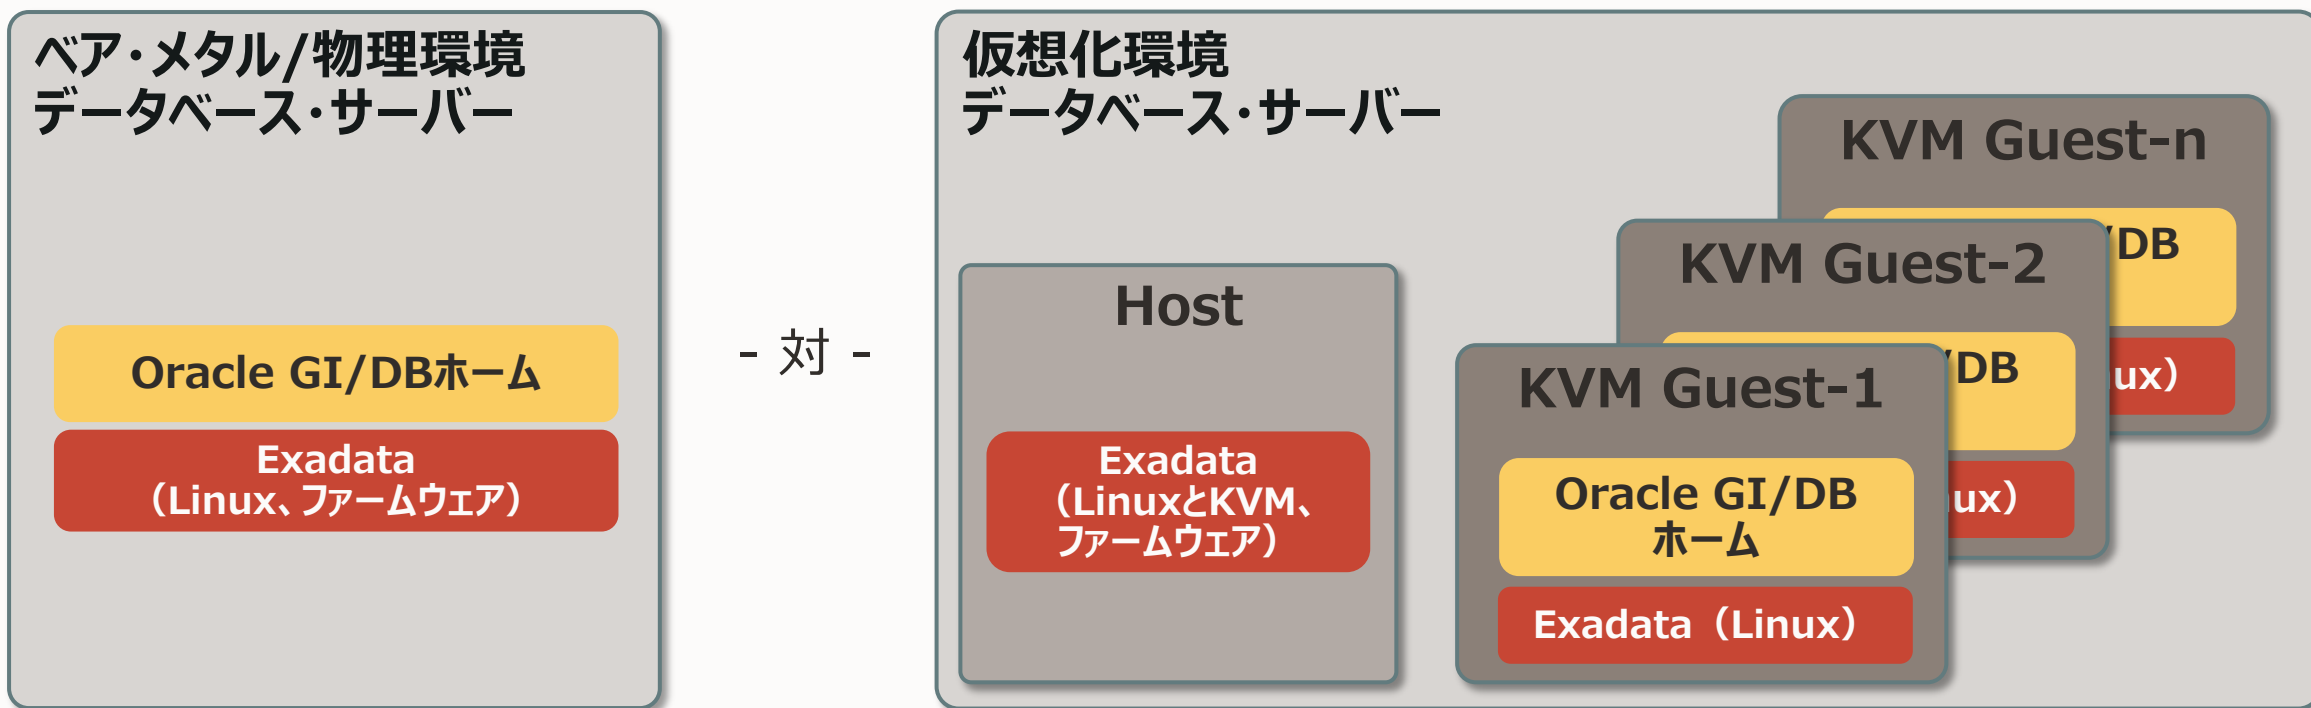 ベア・メタル/物理環境
データベース・サーバー
Oracle GI/DBホーム
Exadata
（Linux、ファームウェア）
- 対 -
仮想化環境
データベース・サーバー
Host
Exadata
（LinuxとKVM、
ファームウェア）
KVM Guest-1
Oracle GI/DB
ホーム
Exadata（Linux）
KVM Guest-2
/DB
ux）
KVM Guest-n
/DB
ux）